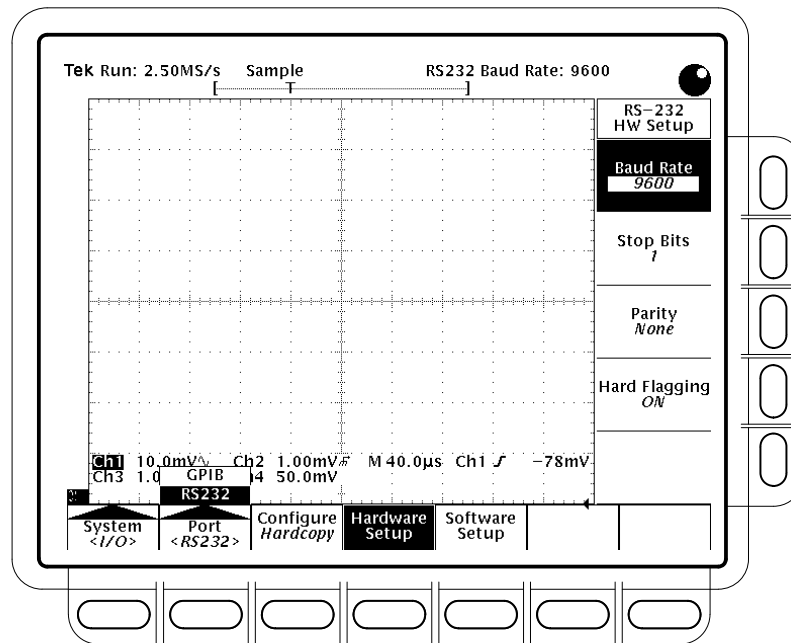 Tek Run: 2.50MS/s Sample RS232 Baud Rate: 9600
[ T ]
RS-232
HW Setup
Baud Rate
9600
Stop Bits
1
Parity
None
Hard Flagging
ON
Ch1 10.0mV Ch2 1.00mV M 40.0µs Ch1 -78mV
Ch3 1.0 4 50.0mV
GPIB
RS232
System
<I/O>
Port
<RS232>
Configure
Hardcopy
Hardware
Setup
Software
Setup